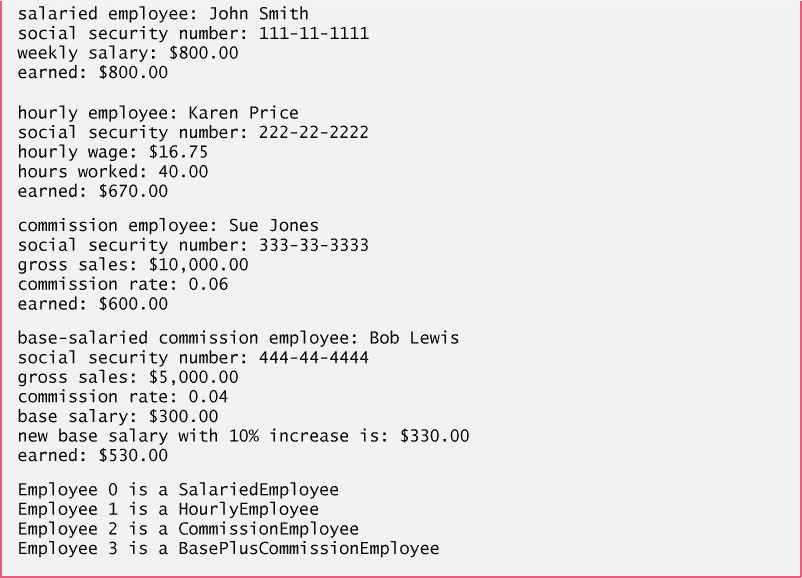 salaried employee: John Smith
social security number: 111-11-1111
weekly salary: $800.00
earned: $800.00
hourly employee: Karen Price
social security number: 222-22-2222
hourly wage: $16.75
hours worked: 40.00
earned: $670.00
commission employee: Sue Jones
social security number: 333-33-3333
gross sales: $10,000.00
commission rate: 0.06
earned: $600.00
base-salaried commission employee: Bob Lewis
social security number: 444-44-4444
gross sales: $5,000.00
commission rate: 0.04
base salary: $300.00
new base salary with 10% increase is: $330.00
earned: $530.00
Employee 0 is a SalariedEmployee
Employee 1 is a HourlyEmployee
Employee 2 is a CommissionEmployee
Employee 3 is a BasePlusCommissionEmployee